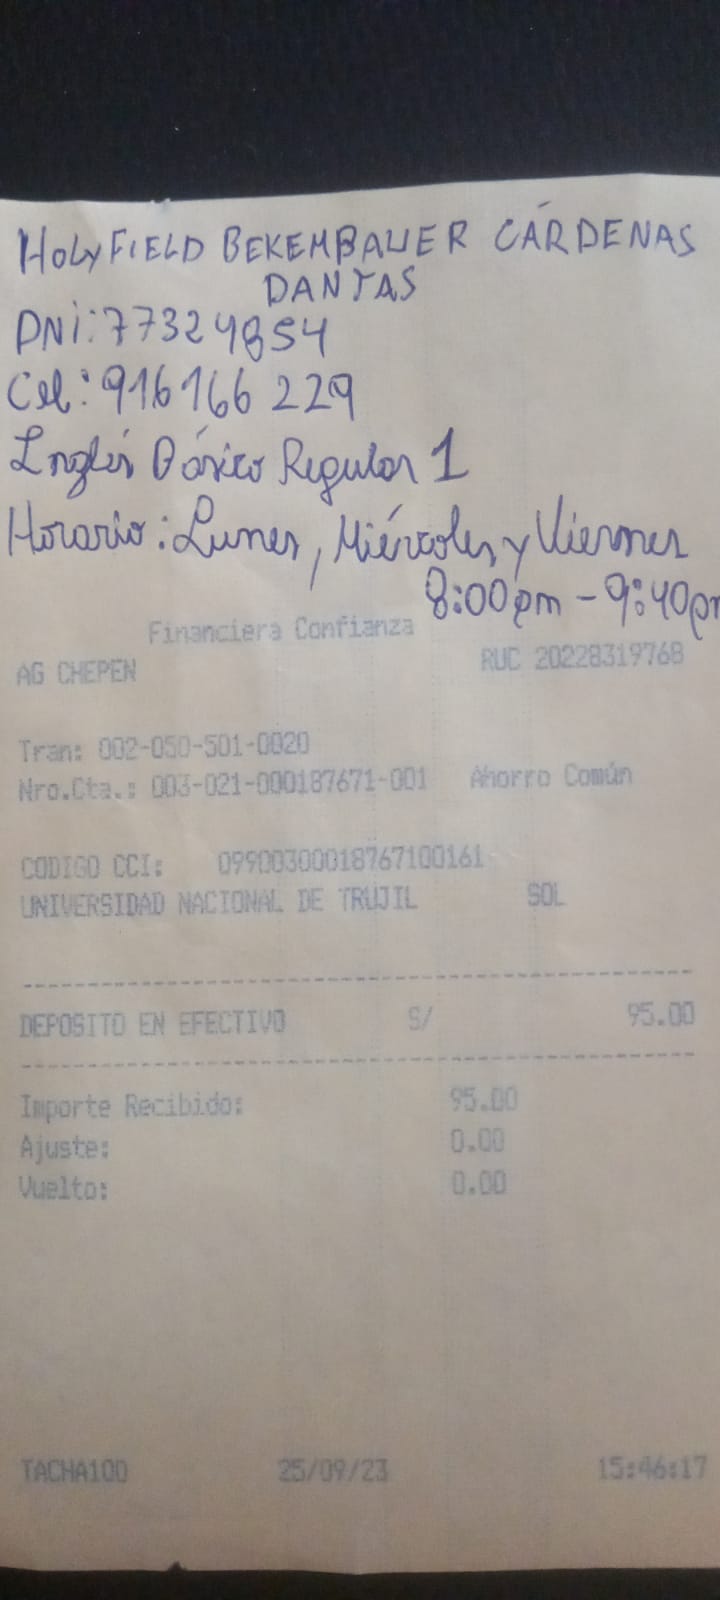 HOLYFIELD BEKEMBAUER CÁRDENAS
DANTAS
DNI: 77324854
Cel: 916166229
Inglés Básico Regular 1
Horario: Lunes, Miércoles y Viernes
8:00pm - 9:40pm
Financiera Confianza
AG CHEPEN RUC 20228319768
Tran: 002-050-501-0020
Nro.Cta.: 003-021-000187671-001 Ahorro Común
CODIGO CCI: 09900300018767100161
UNIVERSIDAD NACIONAL DE TRUJIL SOL
DEPOSITO EN EFECTIVO S/ 95.00
Importe Recibido: 95.00
Ajuste: 0.00
Vuelto: 0.00
TACHA100 25/09/23 15:46:17